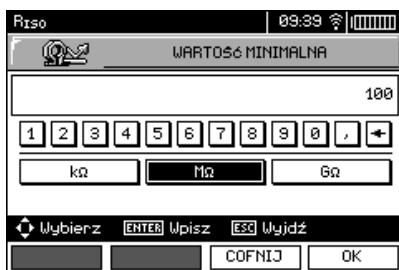 RISO 09:39
WARTOŚĆ MINIMALNA
100
1 2 3 4 5 6 7 8 9 0 ,
kΩ MΩ GΩ
Wybierz ENTER Wpisz ESC Wyjdź
COFNIJ OK